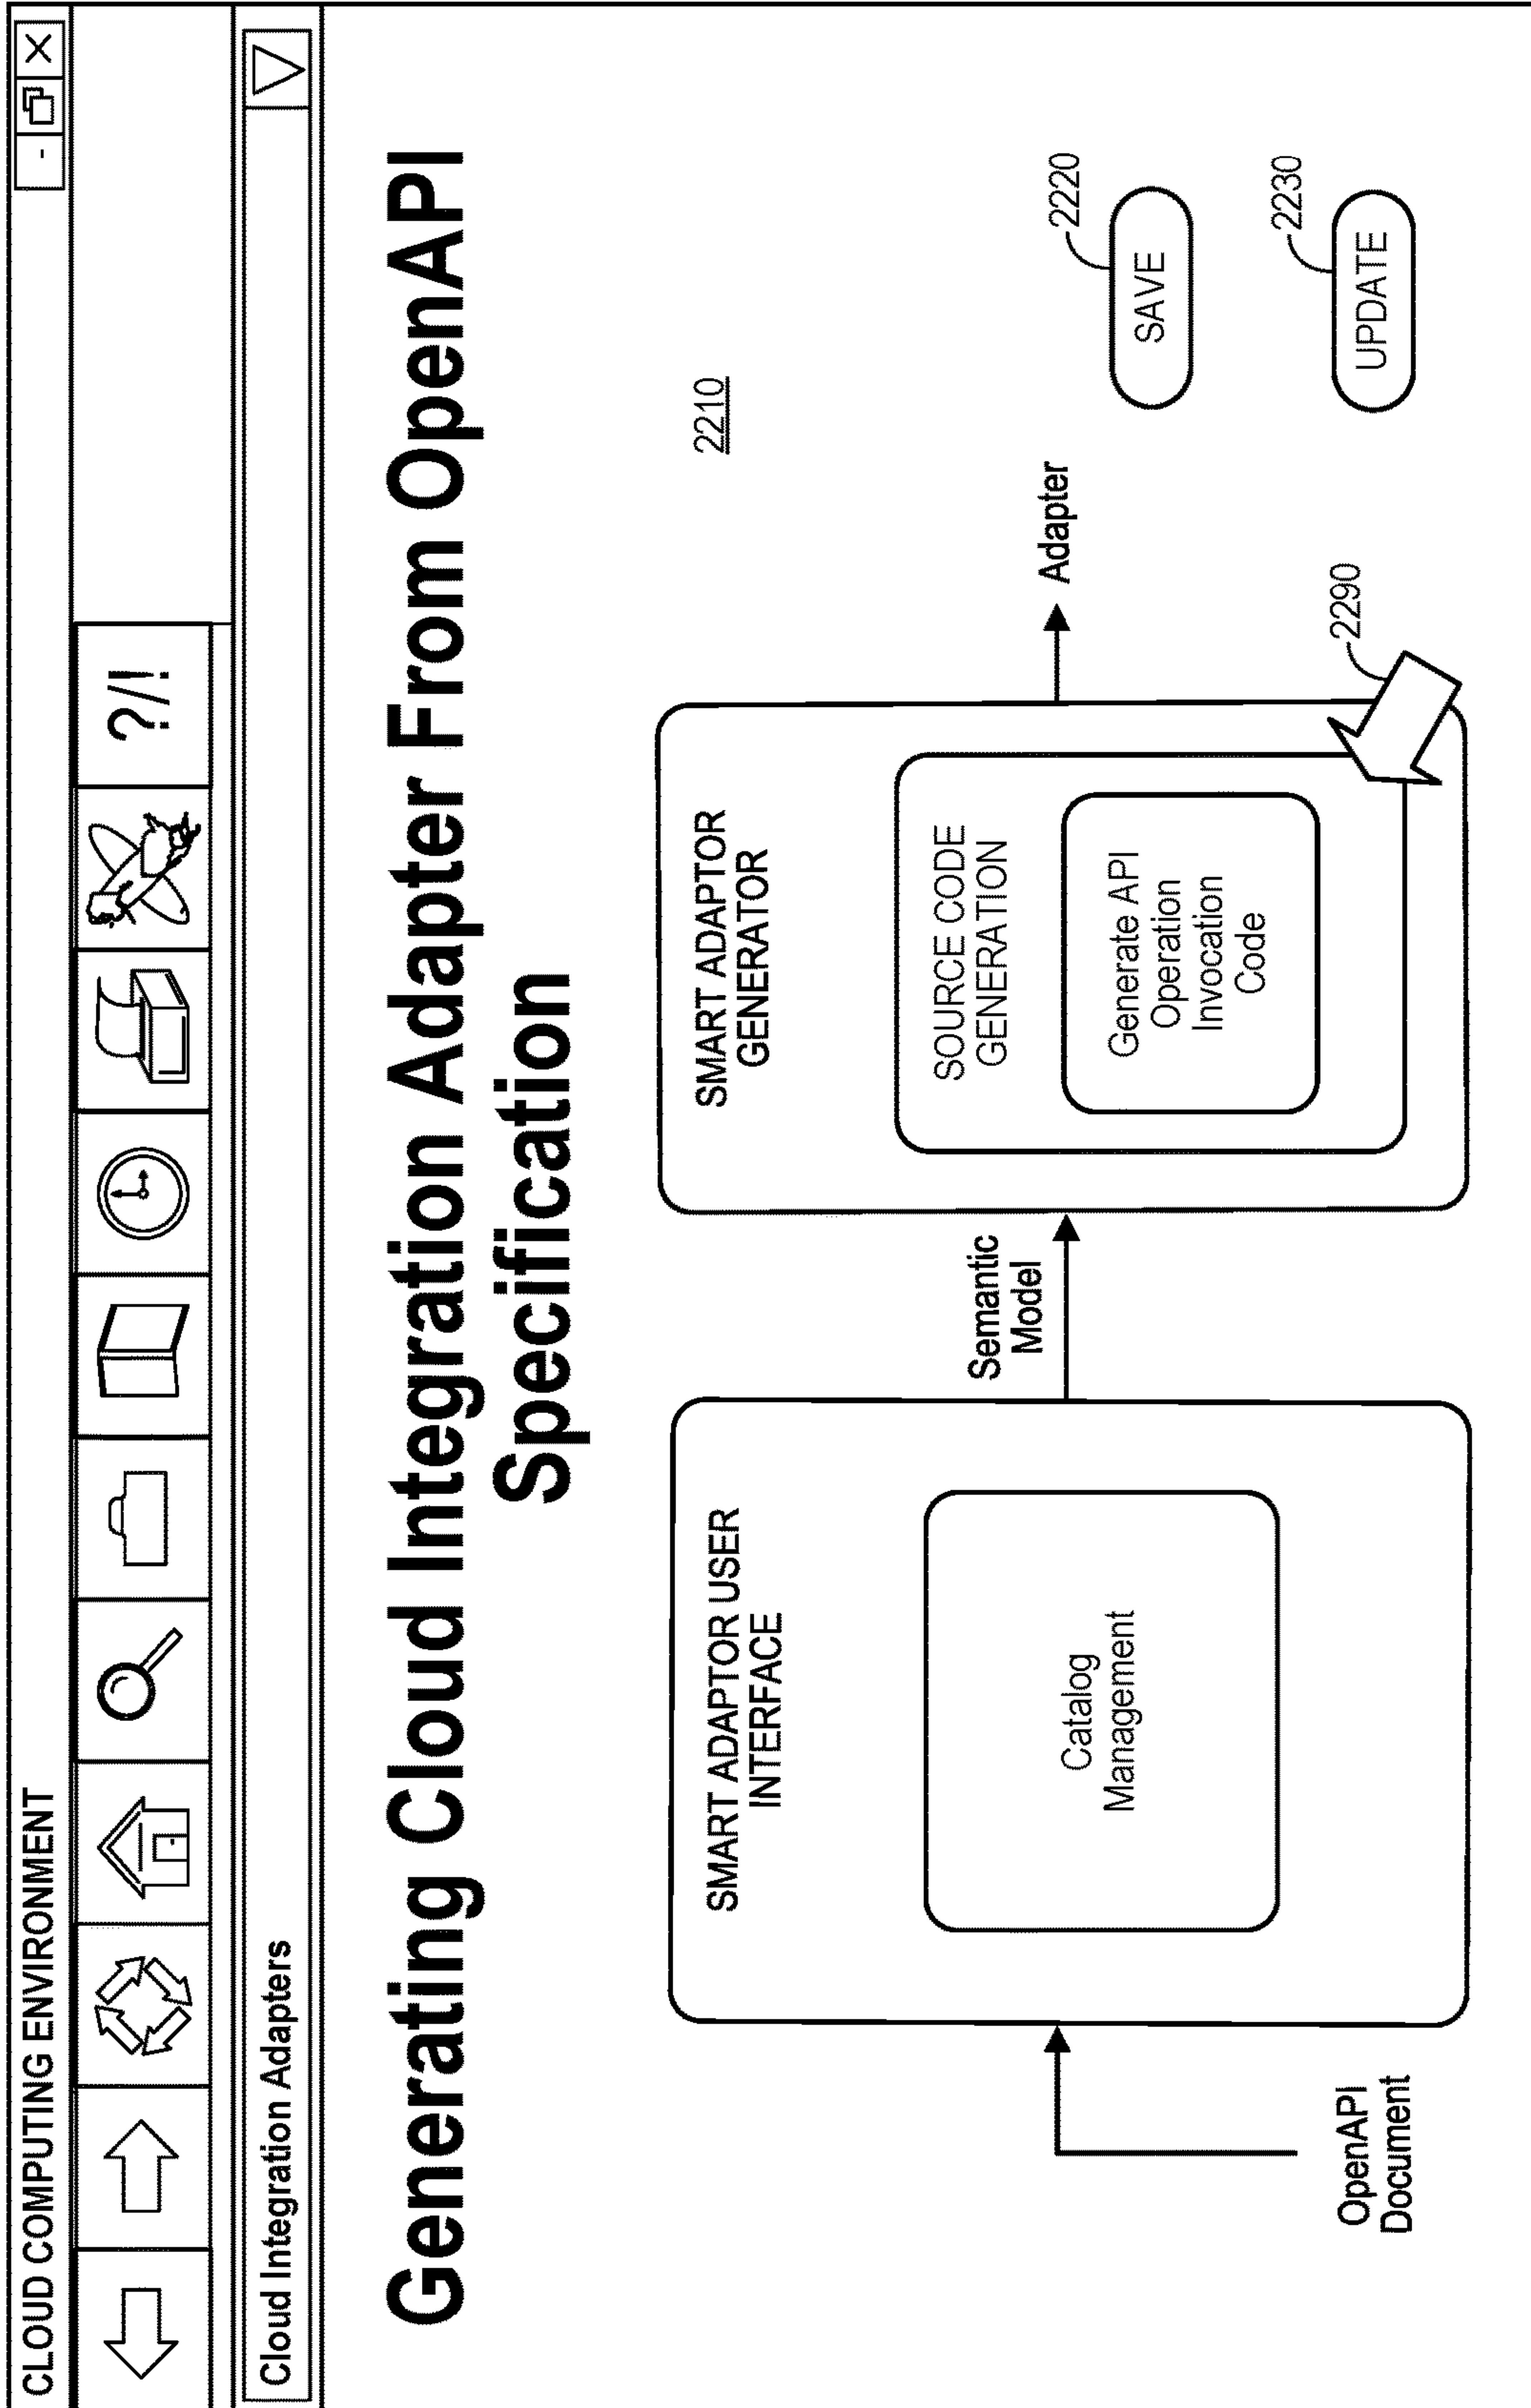 CLOUD COMPUTING ENVIRONMENT
- X
?/!
Cloud Integration Adapters
Generating Cloud Integration Adapter From OpenAPI
Specification
2210
SMART ADAPTOR USER
INTERFACE
Catalog
Management
OpenAPI
Document
Semantic
Model
SMART ADAPTOR
GENERATOR
SOURCE CODE
GENERATION
Generate API
Operation
Invocation
Code
Adapter
2290
2220
SAVE
2230
UPDATE